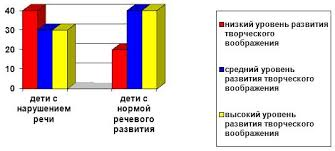 40
30
20
10
0
дети с
нарушением
речи
дети с
нормой
речевого
развития
низкий уровень
развития
творческого
воображения
средний уровень
развития творческого
воображения
высокий уровень
развития творческого
воображения